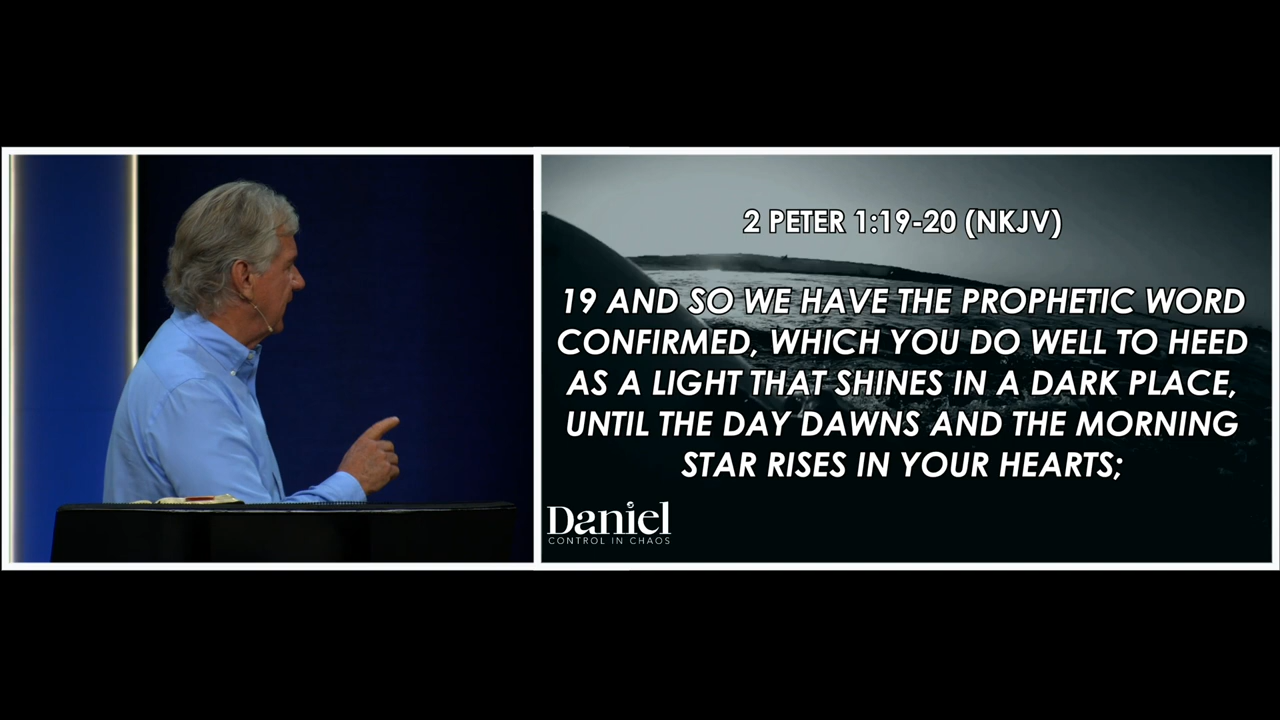 2 PETER 1:19-20 (NKJV)
19 AND SO WE HAVE THE PROPHETIC WORD
CONFIRMED, WHICH YOU DO WELL TO HEED
AS A LIGHT THAT SHINES IN A DARK PLACE,
UNTIL THE DAY DAWNS AND THE MORNING
STAR RISES IN YOUR HEARTS;
Daniel
CONTROL IN CHAOS